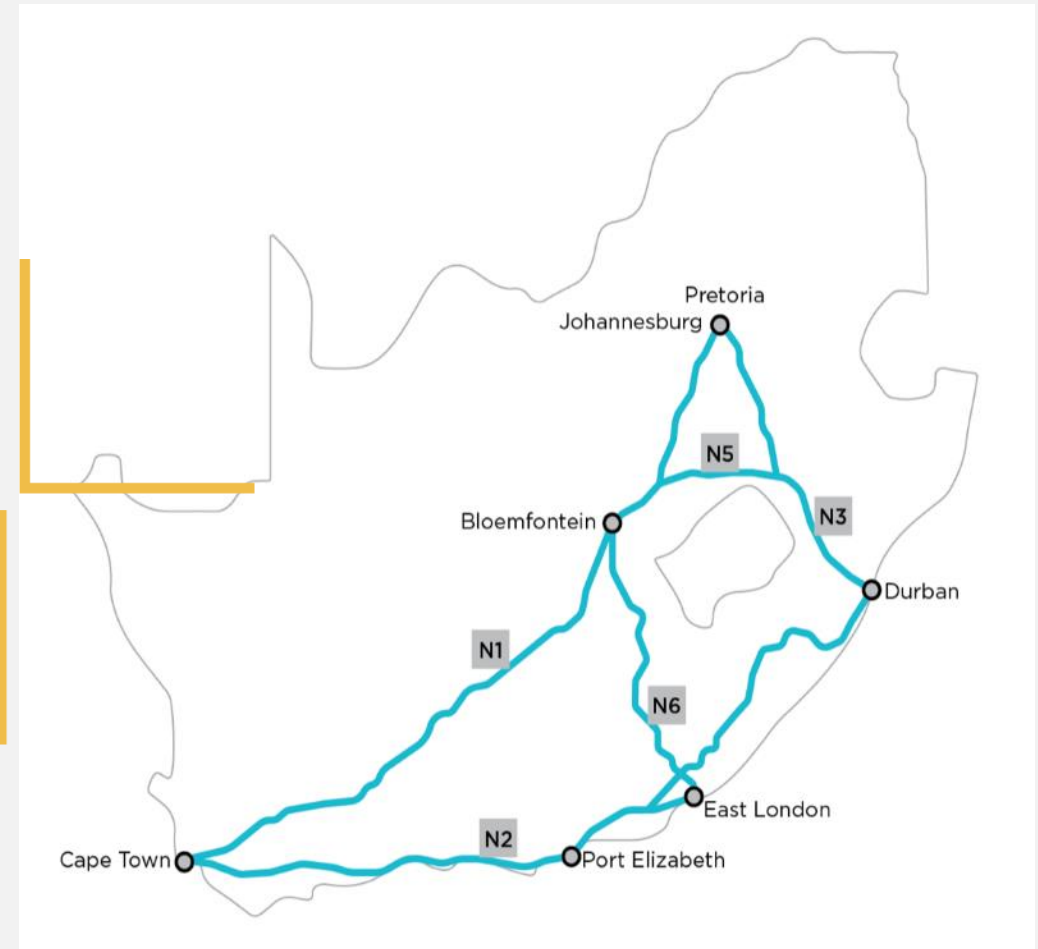 Pretoria
Johannesburg
N5
Bloemfontein
N3
Durban
N1
N6
East London
N2
Cape Town
Port Elizabeth